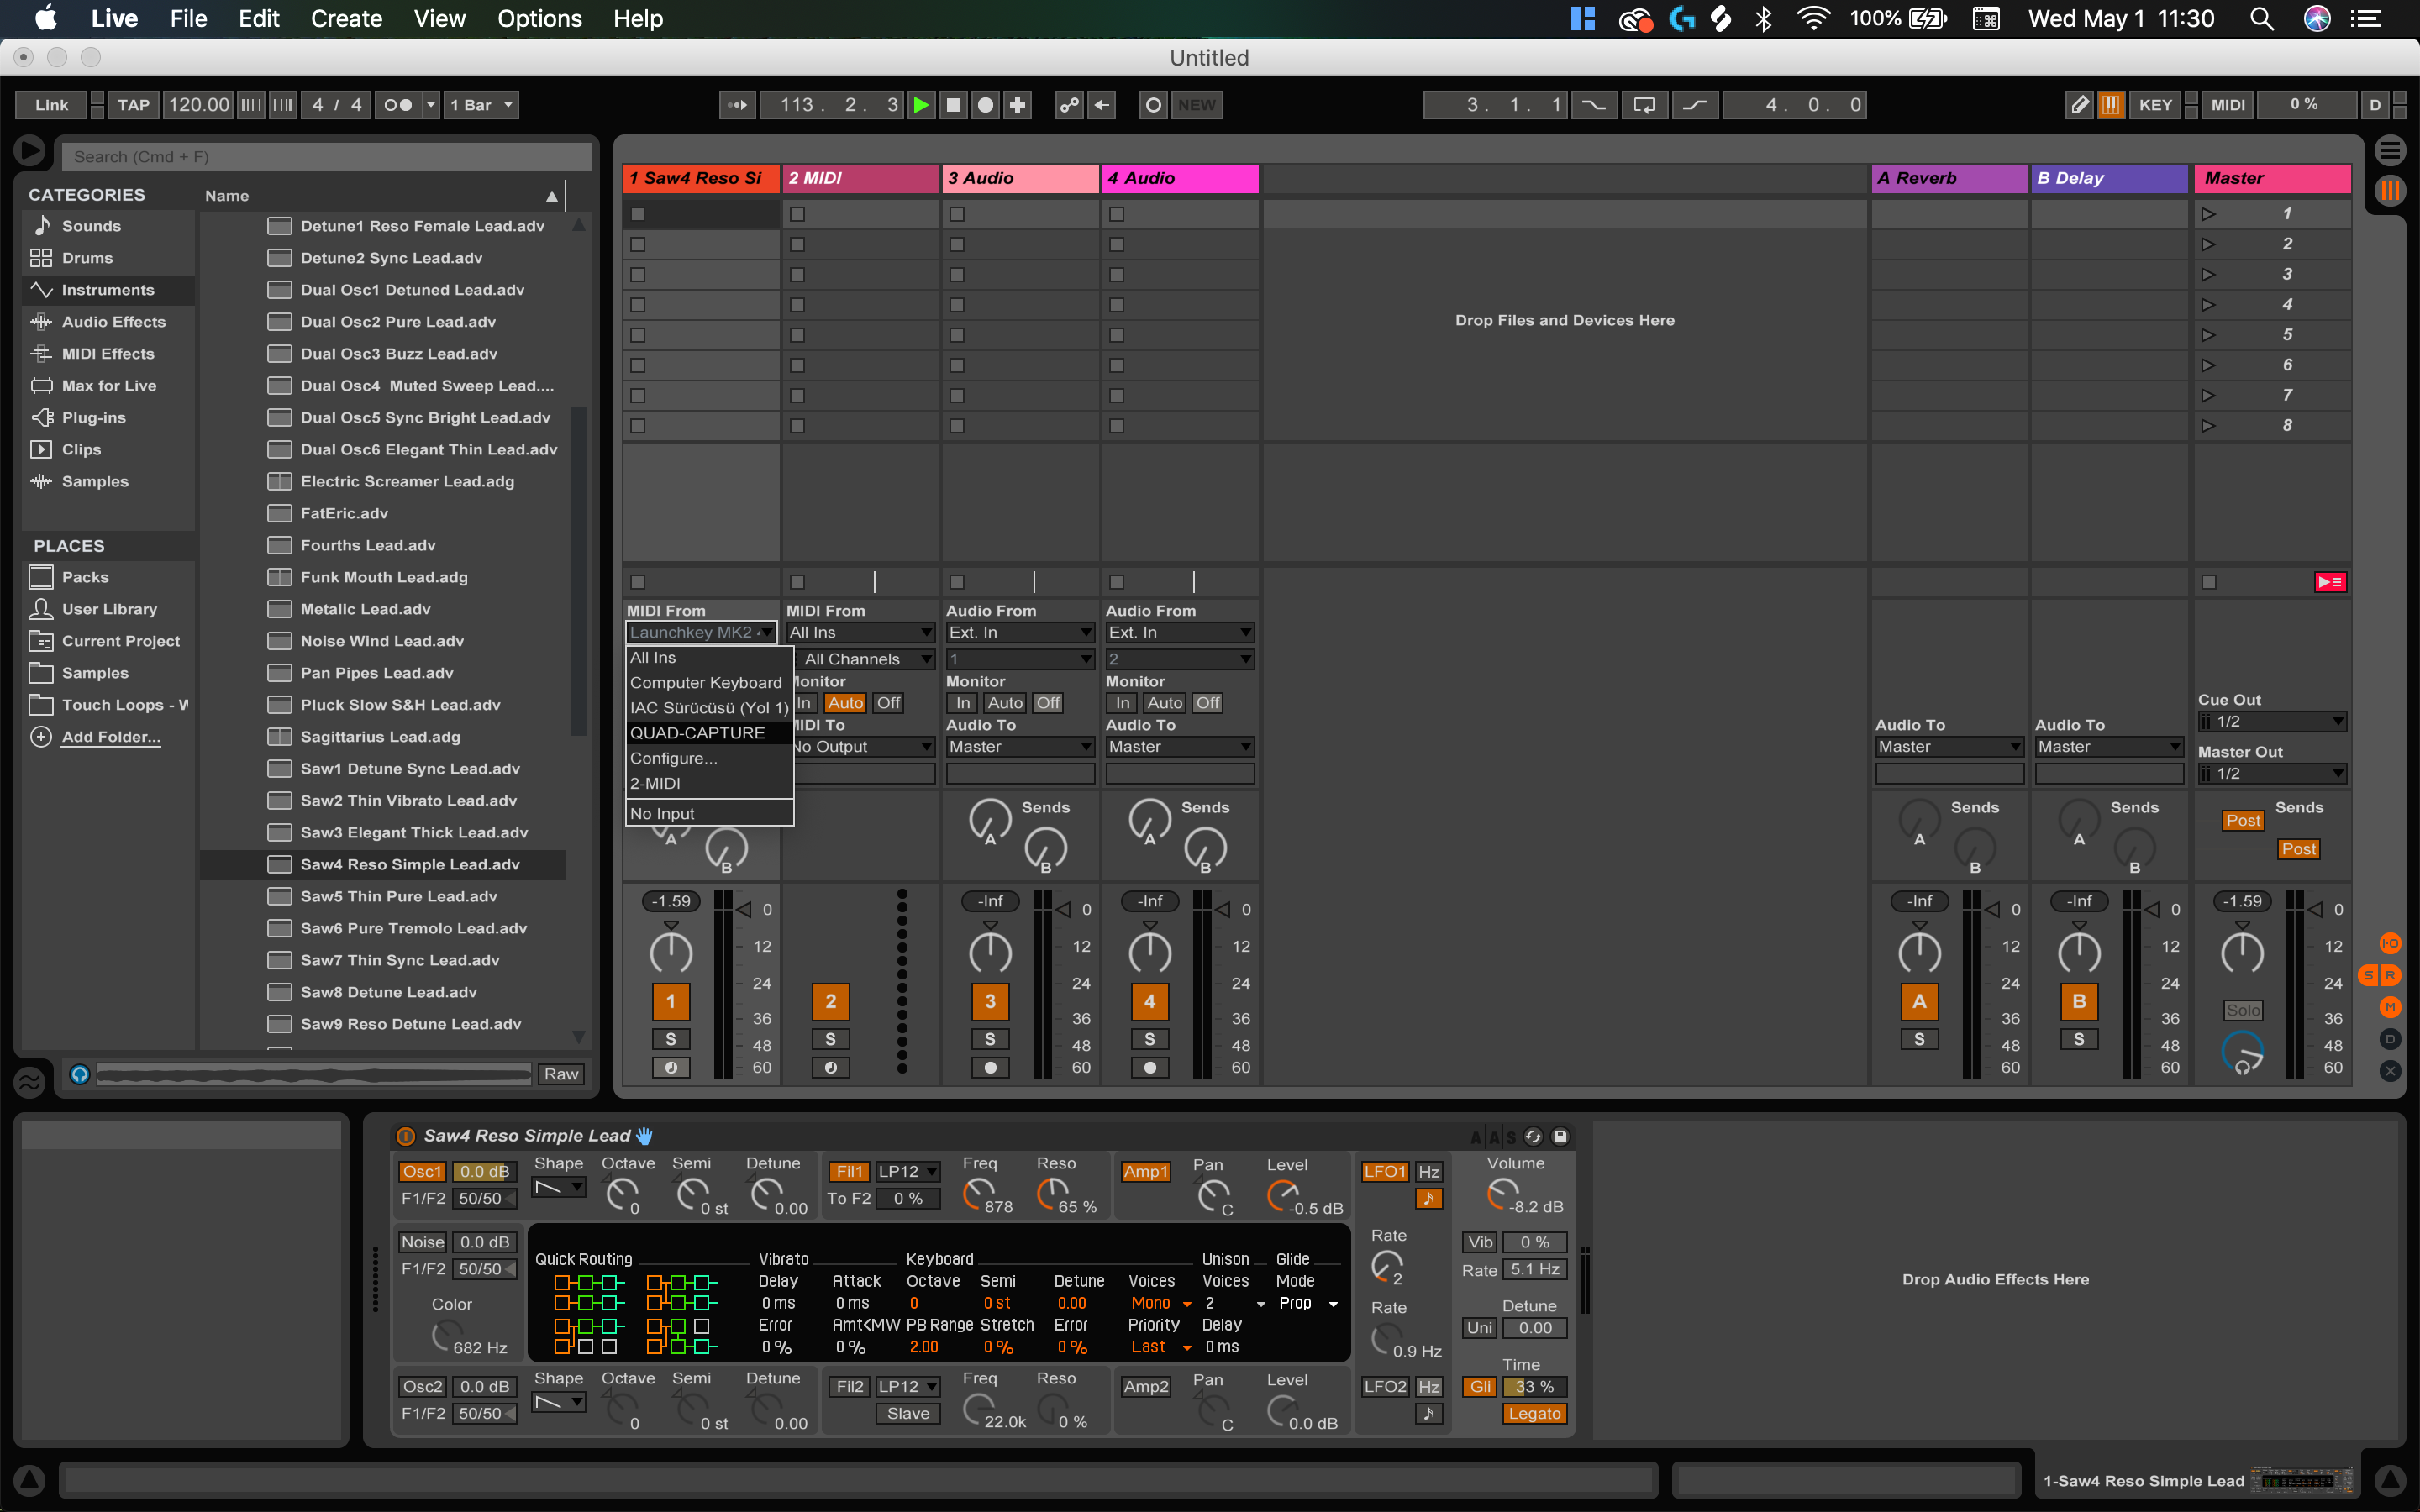 Live File Edit Create View Options Help 100% Wed May 1 11:30
Untitled
Link TAP 120.00 4 / 4 1 Bar 113. 2. 3 NEW 3. 1. 1 4. 0. 0 KEY MIDI 0 % D
Search (Cmd + F)
CATEGORIES
Sounds
Drums
Instruments
Audio Effects
MIDI Effects
Max for Live
Plug-ins
Clips
Samples
PLACES
Packs
User Library
Current Project
Samples
Touch Loops - W
Add Folder...
Name
Detune1 Reso Female Lead.adv
Detune2 Sync Lead.adv
Dual Osc1 Detuned Lead.adv
Dual Osc2 Pure Lead.adv
Dual Osc3 Buzz Lead.adv
Dual Osc4 Muted Sweep Lead....
Dual Osc5 Sync Bright Lead.adv
Dual Osc6 Elegant Thin Lead.adv
Electric Screamer Lead.adg
FatEric.adv
Fourths Lead.adv
Funk Mouth Lead.adg
Metalic Lead.adv
Noise Wind Lead.adv
Pan Pipes Lead.adv
Pluck Slow S&H Lead.adv
Sagittarius Lead.adg
Saw1 Detune Sync Lead.adv
Saw2 Thin Vibrato Lead.adv
Saw3 Elegant Thick Lead.adv
Saw4 Reso Simple Lead.adv
Saw5 Thin Pure Lead.adv
Saw6 Pure Tremolo Lead.adv
Saw7 Thin Sync Lead.adv
Saw8 Detune Lead.adv
Saw9 Reso Detune Lead.adv
Raw
1 Saw4 Reso Si 2 MIDI 3 Audio 4 Audio A Reverb B Delay Master
1
2
3
4
5
6
7
8
Drop Files and Devices Here
MIDI From MIDI From Audio From Audio From
Launchkey MK2 All Ins Ext. In Ext. In
All Ins
Computer Keyboard
IAC Sürücüsü (Yol 1)
QUAD-CAPTURE
Configure...
2-MIDI
No Input
All Channels 1 2
Monitor Monitor Monitor
In Auto Off In Auto Off In Auto Off
MIDI To Audio To Audio To Audio To Audio To
No Output Master Master Master Master
Cue Out
1/2
Master Out
1/2
Sends Sends Sends Sends Sends
A A A A A Post
B B B B B Post
-1.59 -Inf -Inf -Inf -Inf -1.59
0 0 0 0 0 0
12 12 12 12 12 12
24 24 24 24 24 24
1 2 3 4 A B Solo
36 36 36 36 36 36
S S S S S S
48 48 48 48 48 48
60 60 60 60 60 60
I·O
S R
M
D
X
Saw4 Reso Simple Lead A A S
Osc1 0.0 dB Shape Octave Semi Detune Fil1 LP12 Freq Reso Amp1 Pan Level LFO1 Hz Volume
F1/F2 50/50 0 0 st 0.00 To F2 0 % 878 65 % C -0.5 dB -8.2 dB
Noise 0.0 dB
F1/F2 50/50
Color
682 Hz
Quick Routing Vibrato Keyboard Unison Glide
Delay Attack Octave Semi Detune Voices Voices Mode
0 ms 0 ms 0 0 st 0.00 Mono 2 Prop
Error Amt<MW PB Range Stretch Error Priority Delay
0 % 0 % 2.00 0 % 0 % Last 0 ms
Rate
2
Rate
0.9 Hz
Vib 0 %
Rate 5.1 Hz
Detune
Uni 0.00
Time
Gli 33 %
Legato
Osc2 0.0 dB Shape Octave Semi Detune Fil2 LP12 Freq Reso Amp2 Pan Level LFO2 Hz
F1/F2 50/50 0 0 st 0.00 Slave 22.0k 0 % C 0.0 dB
Drop Audio Effects Here
1-Saw4 Reso Simple Lead